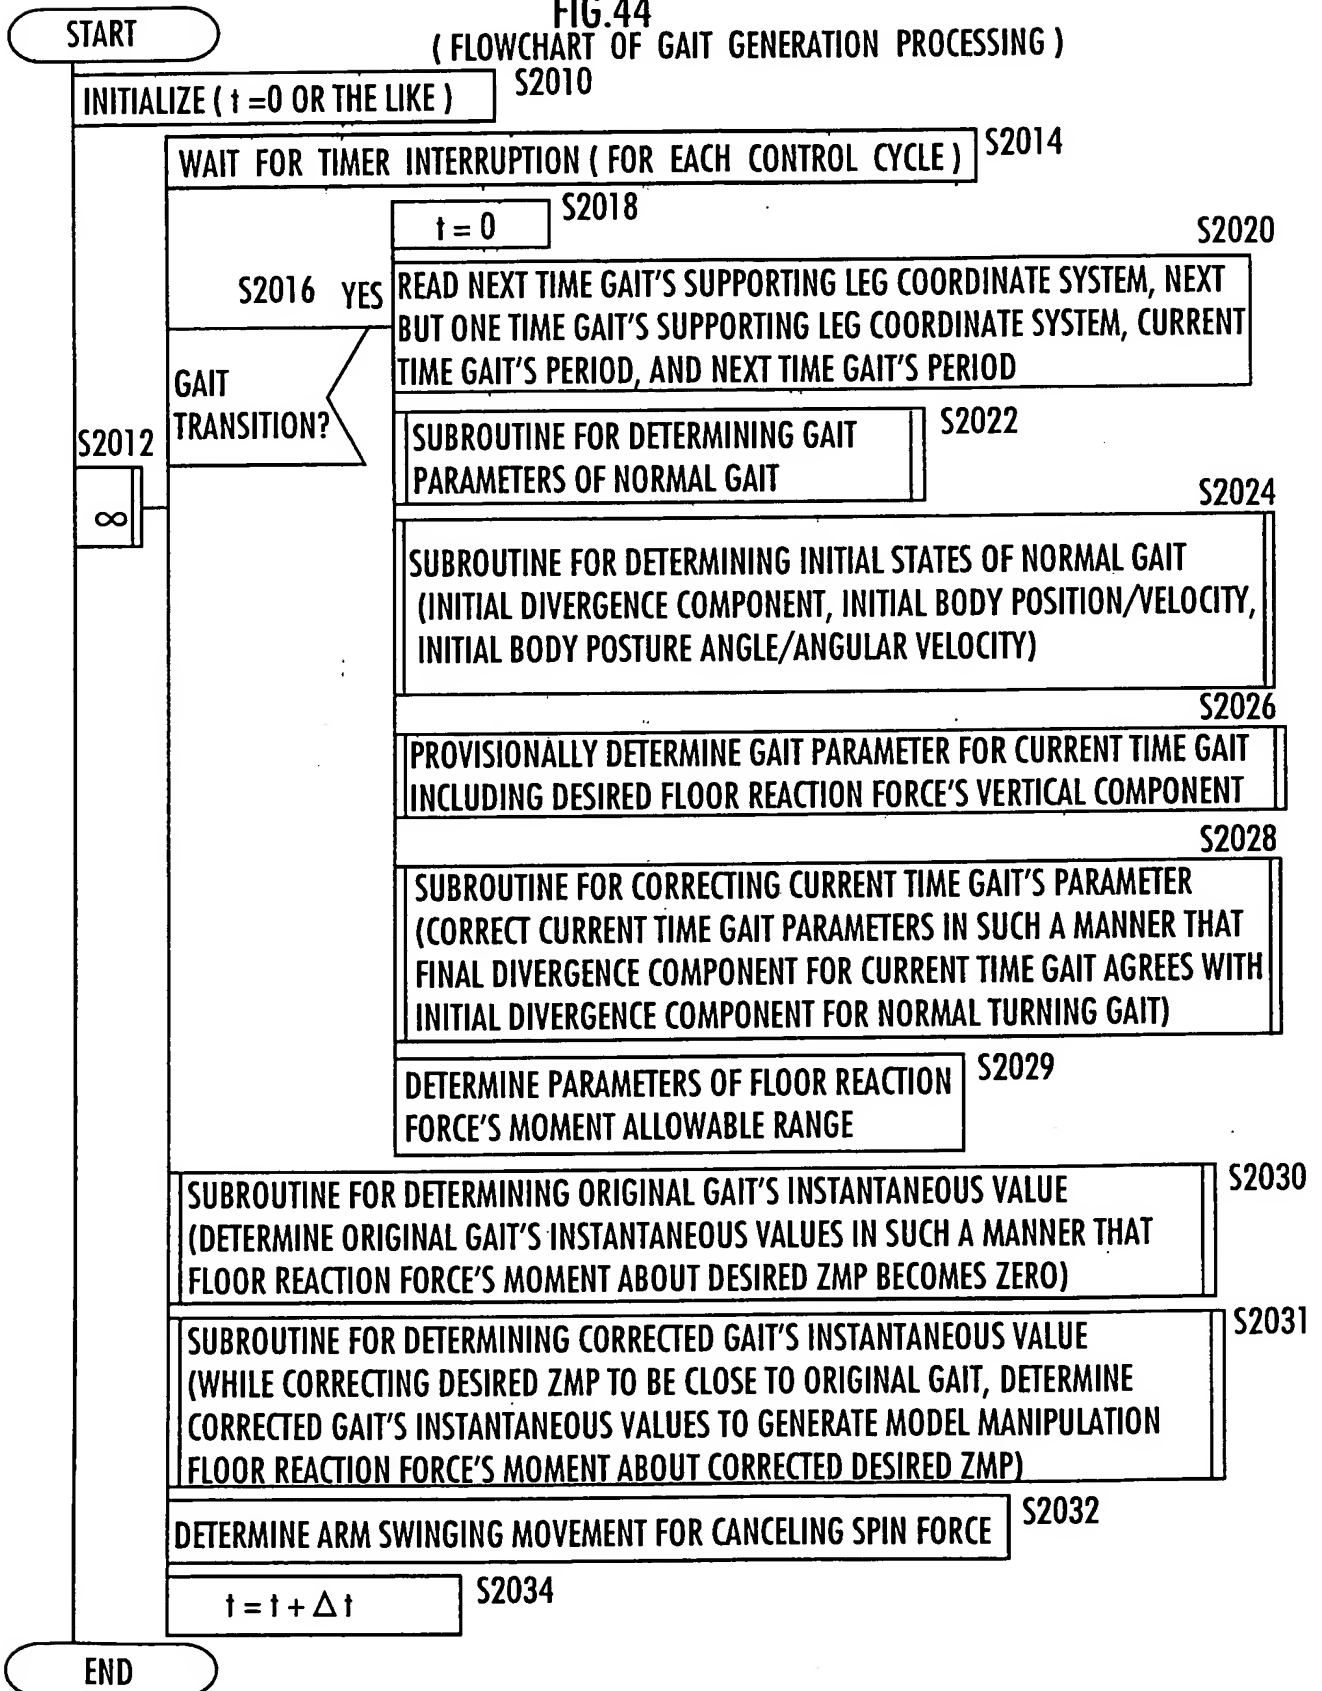 FIG.44
( FLOWCHART OF GAIT GENERATION PROCESSING )
START
INITIALIZE ( t =0 OR THE LIKE )
S2010
WAIT FOR TIMER INTERRUPTION ( FOR EACH CONTROL CYCLE )
S2014
t = 0
S2018
S2020
S2016 YES
READ NEXT TIME GAIT'S SUPPORTING LEG COORDINATE SYSTEM, NEXT
BUT ONE TIME GAIT'S SUPPORTING LEG COORDINATE SYSTEM, CURRENT
TIME GAIT'S PERIOD, AND NEXT TIME GAIT'S PERIOD
GAIT
TRANSITION?
S2012
∞
SUBROUTINE FOR DETERMINING GAIT
PARAMETERS OF NORMAL GAIT
S2022
S2024
SUBROUTINE FOR DETERMINING INITIAL STATES OF NORMAL GAIT
(INITIAL DIVERGENCE COMPONENT, INITIAL BODY POSITION/VELOCITY,
INITIAL BODY POSTURE ANGLE/ANGULAR VELOCITY)
S2026
PROVISIONALLY DETERMINE GAIT PARAMETER FOR CURRENT TIME GAIT
INCLUDING DESIRED FLOOR REACTION FORCE'S VERTICAL COMPONENT
S2028
SUBROUTINE FOR CORRECTING CURRENT TIME GAIT'S PARAMETER
(CORRECT CURRENT TIME GAIT PARAMETERS IN SUCH A MANNER THAT
FINAL DIVERGENCE COMPONENT FOR CURRENT TIME GAIT AGREES WITH
INITIAL DIVERGENCE COMPONENT FOR NORMAL TURNING GAIT)
S2029
DETERMINE PARAMETERS OF FLOOR REACTION
FORCE'S MOMENT ALLOWABLE RANGE
S2030
SUBROUTINE FOR DETERMINING ORIGINAL GAIT'S INSTANTANEOUS VALUE
(DETERMINE ORIGINAL GAIT'S INSTANTANEOUS VALUES IN SUCH A MANNER THAT
FLOOR REACTION FORCE'S MOMENT ABOUT DESIRED ZMP BECOMES ZERO)
S2031
SUBROUTINE FOR DETERMINING CORRECTED GAIT'S INSTANTANEOUS VALUE
(WHILE CORRECTING DESIRED ZMP TO BE CLOSE TO ORIGINAL GAIT, DETERMINE
CORRECTED GAIT'S INSTANTANEOUS VALUES TO GENERATE MODEL MANIPULATION
FLOOR REACTION FORCE'S MOMENT ABOUT CORRECTED DESIRED ZMP)
DETERMINE ARM SWINGING MOVEMENT FOR CANCELING SPIN FORCE
S2032
t = t + Δ t
S2034
END